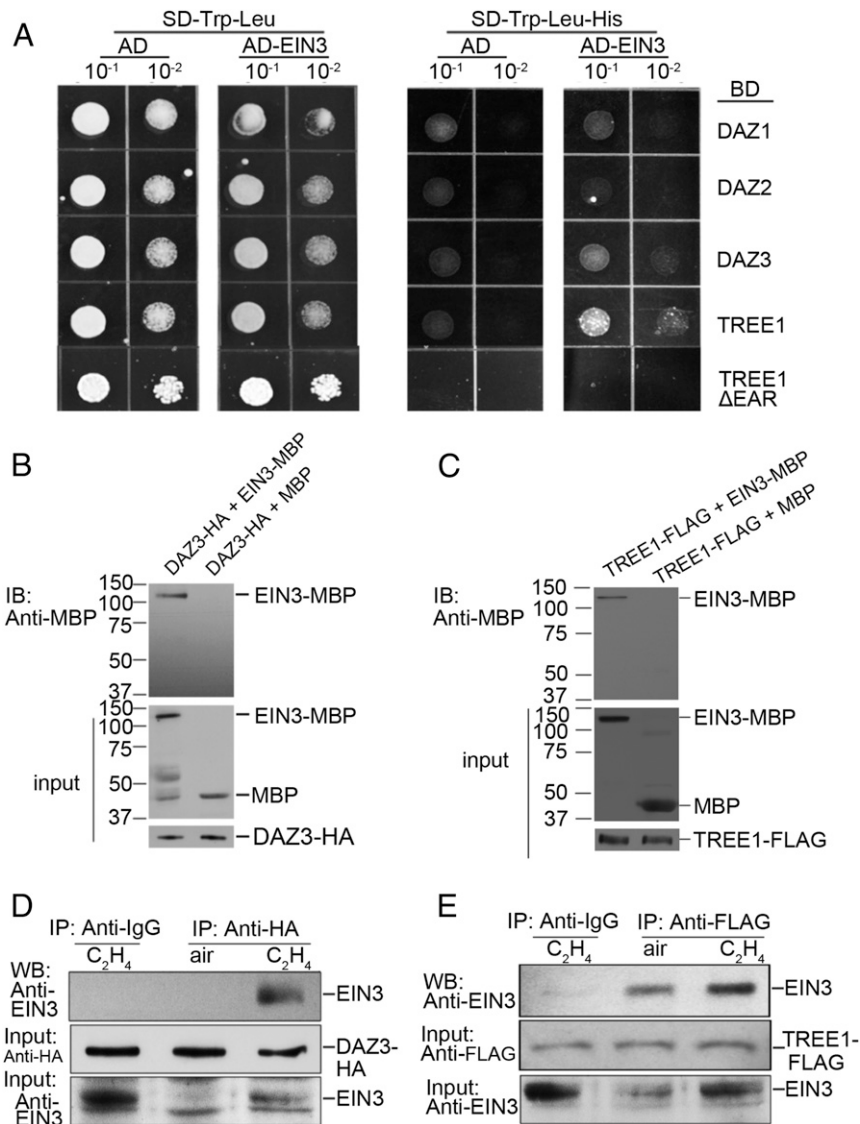 A
SD-Trp-Leu
SD-Trp-Leu-His
AD
AD-EIN3
AD
AD-EIN3
10-1
10-2
10-1
10-2
10-1
10-2
10-1
10-2
BD
DAZ1
DAZ2
DAZ3
TREE1
TREE1
ΔEAR
B
DAZ3-HA + EIN3-MBP
DAZ3-HA + MBP
IB:
Anti-MBP
150
100
75
50
37
EIN3-MBP
input
150
100
75
50
37
EIN3-MBP
MBP
DAZ3-HA
C
TREE1-FLAG + EIN3-MBP
TREE1-FLAG + MBP
IB:
Anti-MBP
150
100
75
50
37
EIN3-MBP
input
150
100
75
50
37
EIN3-MBP
MBP
TREE1-FLAG
D
IP: Anti-IgG
IP: Anti-HA
C2H4
air
C2H4
WB:
Anti-
EIN3
EIN3
Input:
Anti-HA
DAZ3-
HA
Input:
Anti-
EIN3
EIN3
E
IP: Anti-IgG
IP: Anti-FLAG
C2H4
air
C2H4
WB:
Anti-EIN3
EIN3
Input:
Anti-FLAG
TREE1-
FLAG
Input:
Anti-EIN3
EIN3